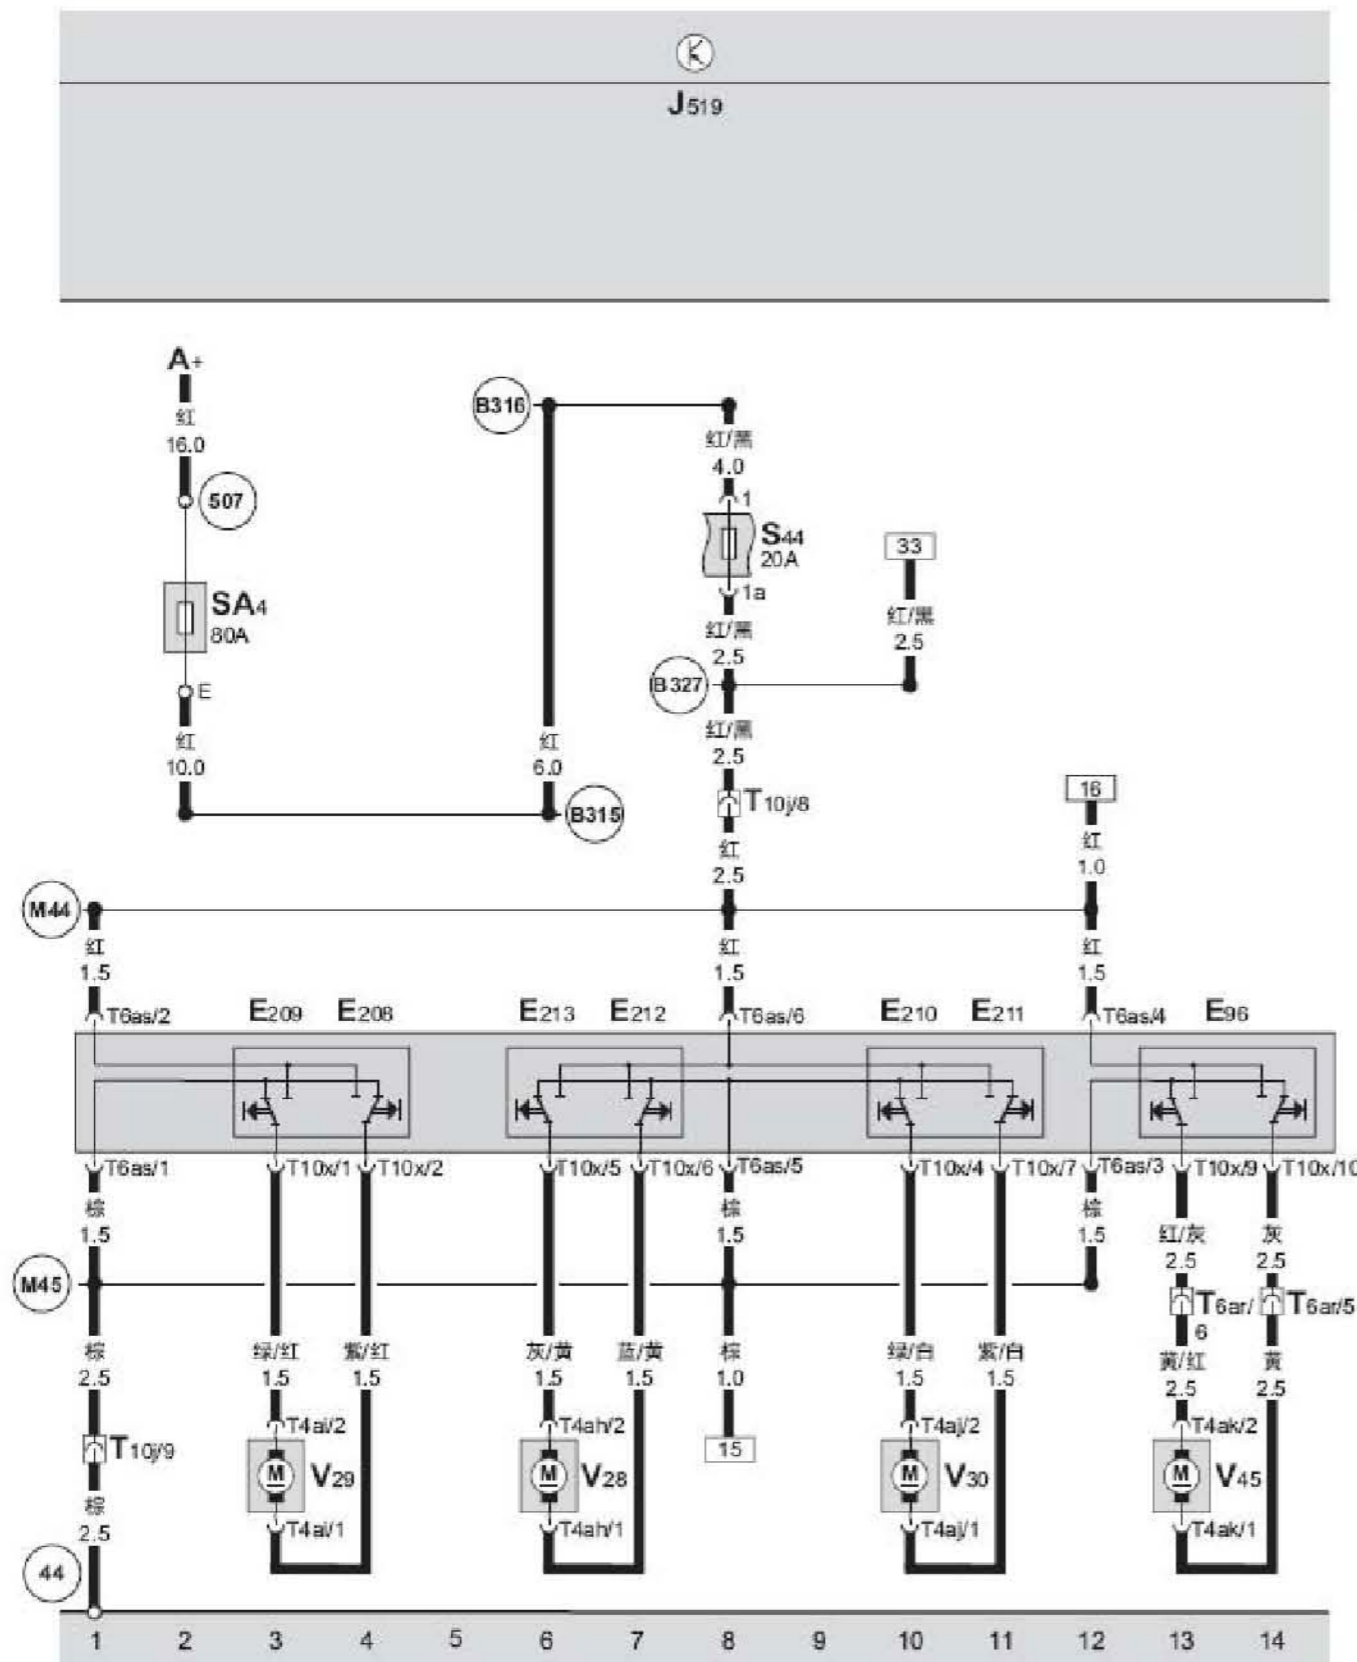 J519
A+
红
16.0
507
SA4
80A
E
红
10.0
B316
红
6.0
B315
红/黑
4.0
1
S44
20A
1a
红/黑
2.5
33
红/黑
2.5
B327
红/黑
2.5
T10j/8
红
2.5
16
红
1.0
M44
红
1.5
红
1.5
红
1.5
T6as/2
E209
E208
E213
E212
T6as/6
E210
E211
T6as/4
E96
T6as/1
T10x/1
T10x/2
T10x/5
T10x/6
T6as/5
T10x/4
T10x/7
T6as/3
T10x/9
T10x/10
棕
1.5
棕
1.5
棕
1.5
红/灰
2.5
灰
2.5
M45
T6ar/
6
T6ar/5
棕
2.5
绿/红
1.5
紫/红
1.5
灰/黄
1.5
蓝/黄
1.5
棕
1.0
绿/白
1.5
紫/白
1.5
黄/红
2.5
黄
2.5
T10j/9
T4ai/2
T4ah/2
15
T4aj/2
T4ak/2
M
V29
M
V28
M
V30
M
V45
棕
2.5
T4ai/1
T4ah/1
T4aj/1
T4ak/1
44
1 2 3 4 5 6 7 8 9 10 11 12 13 14